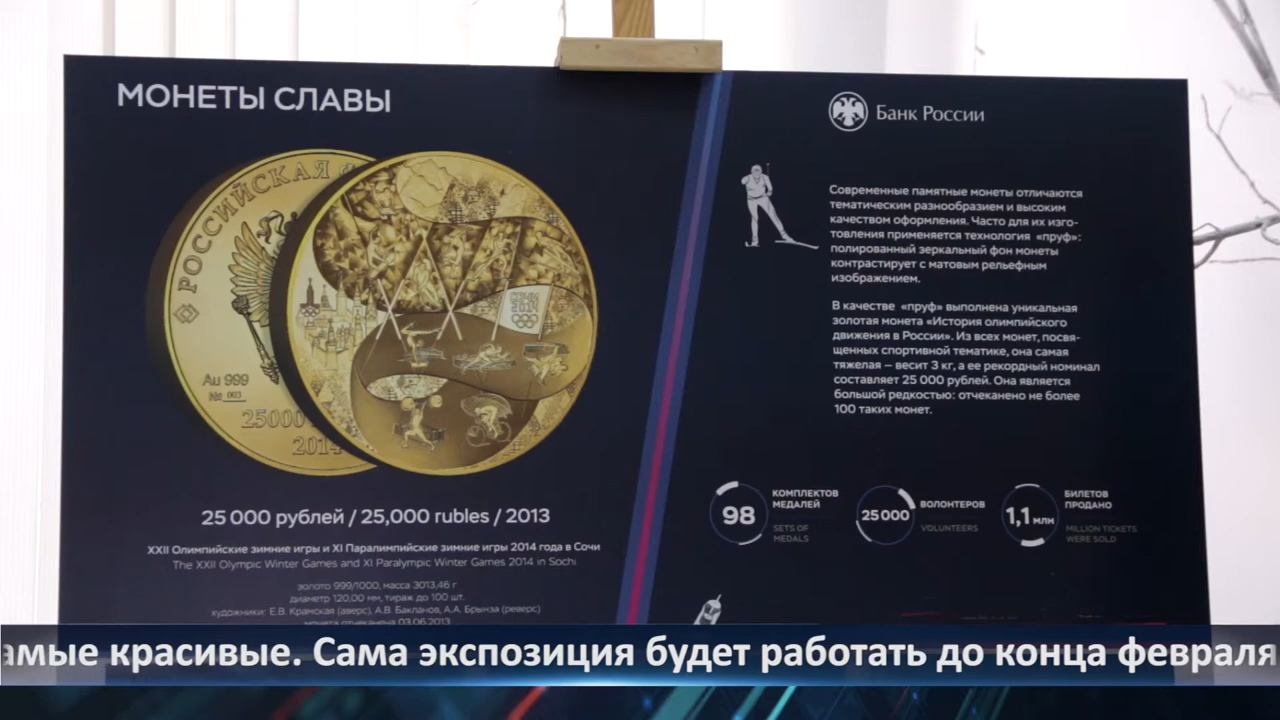 МОНЕТЫ СЛАВЫ
РОССИЙСКАЯ
Au 999
№ 003
25000
2014
СОЧИ
2014
25 000 рублей / 25,000 rubles / 2013
XXII Олимпийские зимние игры и XI Паралимпийские зимние игры 2014 года в Сочи
The XXII Olympic Winter Games and XI Paralympic Winter Games 2014 in Sochi
золото 999/1000, масса 3013,46 г
диаметр 120,00 мм, тираж до 100 шт.
художники: Е.В. Крамская (аверс), А.В. Бакланов, А.А. Брынза (реверс)
монета отчеканена 03.06.2013
Банк России
Современные памятные монеты отличаются
тематическим разнообразием и высоким
качеством оформления. Часто для их изго-
товления применяется технология «пруф»:
полированный зеркальный фон монеты
контрастирует с матовым рельефным
изображением.
В качестве «пруф» выполнена уникальная
золотая монета «История олимпийского
движения в России». Из всех монет, посвя-
щенных спортивной тематике, она самая
тяжелая – весит 3 кг, а ее рекордный номинал
составляет 25 000 рублей. Она является
большой редкостью: отчеканено не более
100 таких монет.
98
КОМПЛЕКТОВ
МЕДАЛЕЙ
SETS OF
MEDALS
25 000
ВОЛОНТЕРОВ
VOLUNTEERS
1,1 млн
БИЛЕТОВ
ПРОДАНО
MILLION TICKETS
WERE SOLD
амые красивые. Сама экспозиция будет работать до конца февраля